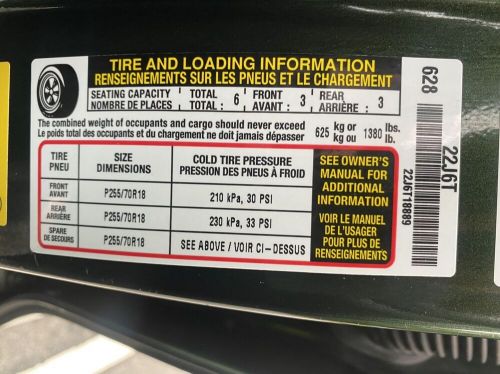 TIRE AND LOADING INFORMATION
RENSEIGNEMENTS SUR LES PNEUS ET LE CHARGEMENT
SEATING CAPACITY TOTAL 6 FRONT 3 REAR 3
NOMBRE DE PLACES TOTAL : AVANT : ARRIÈRE :
The combined weight of occupants and cargo should never exceed 625 kg or 1380 lbs.
Le poids total des occupants et du chargement ne doit jamais dépasser kg ou lb.
TIRE SIZE COLD TIRE PRESSURE
PNEU DIMENSIONS PRESSION DES PNEUS À FROID
FRONT
AVANT P255/70R18 210 kPa, 30 PSI
REAR
ARRIÈRE P255/70R18 230 kPa, 33 PSI
SPARE
DE SECOURS P255/70R18 SEE ABOVE / VOIR CI-DESSUS
SEE OWNER'S
MANUAL FOR
ADDITIONAL
INFORMATION
VOIR LE MANUEL
DE L'USAGER
POUR PLUS DE
RENSEIGNEMENTS
628 22J6T
22J6T18889